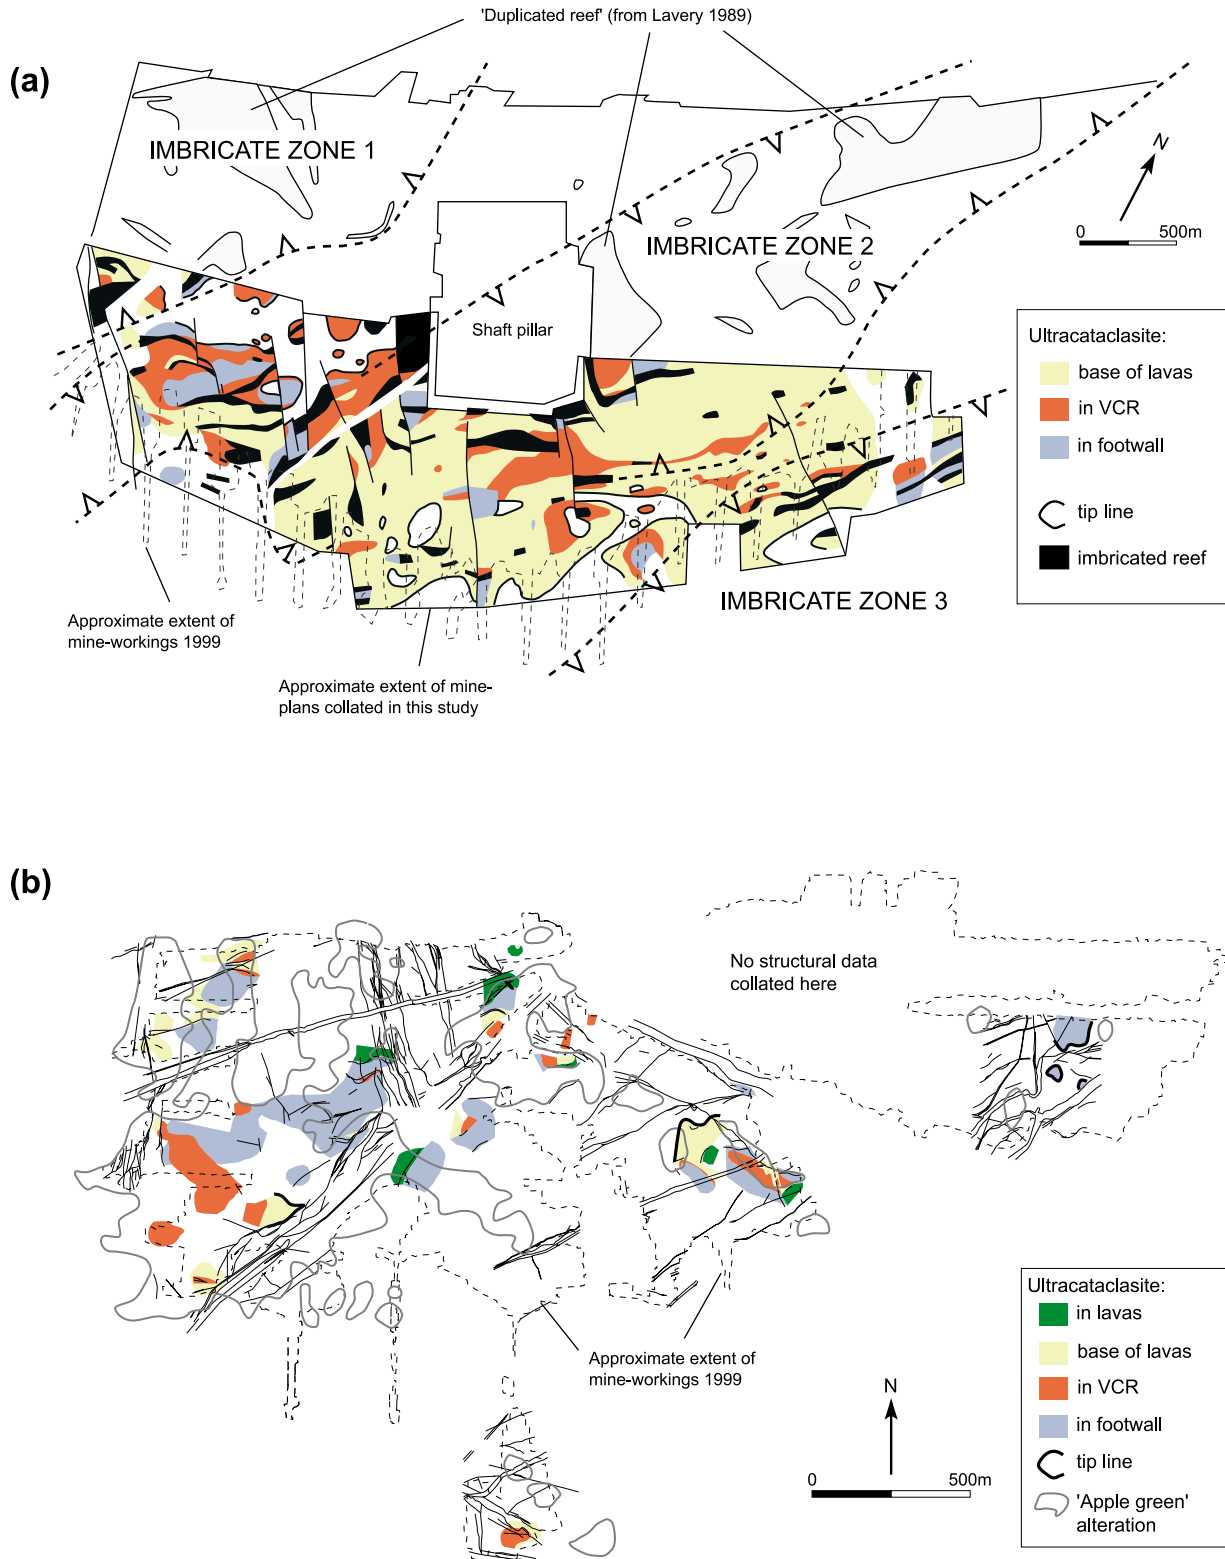 'Duplicated reef' (from Lavery 1989)
(a)
IMBRICATE ZONE 1
N
IMBRICATE ZONE 2
0
500m
Shaft pillar
Ultracataclasite:
base of lavas
in VCR
in footwall
tip line
imbricated reef
IMBRICATE ZONE 3
Approximate extent of
mine-workings 1999
Approximate extent of mine-
plans collated in this study
(b)
No structural data
collated here
Approximate extent of
mine-workings 1999
N
0
500m
Ultracataclasite:
in lavas
base of lavas
in VCR
in footwall
tip line
'Apple green'
alteration